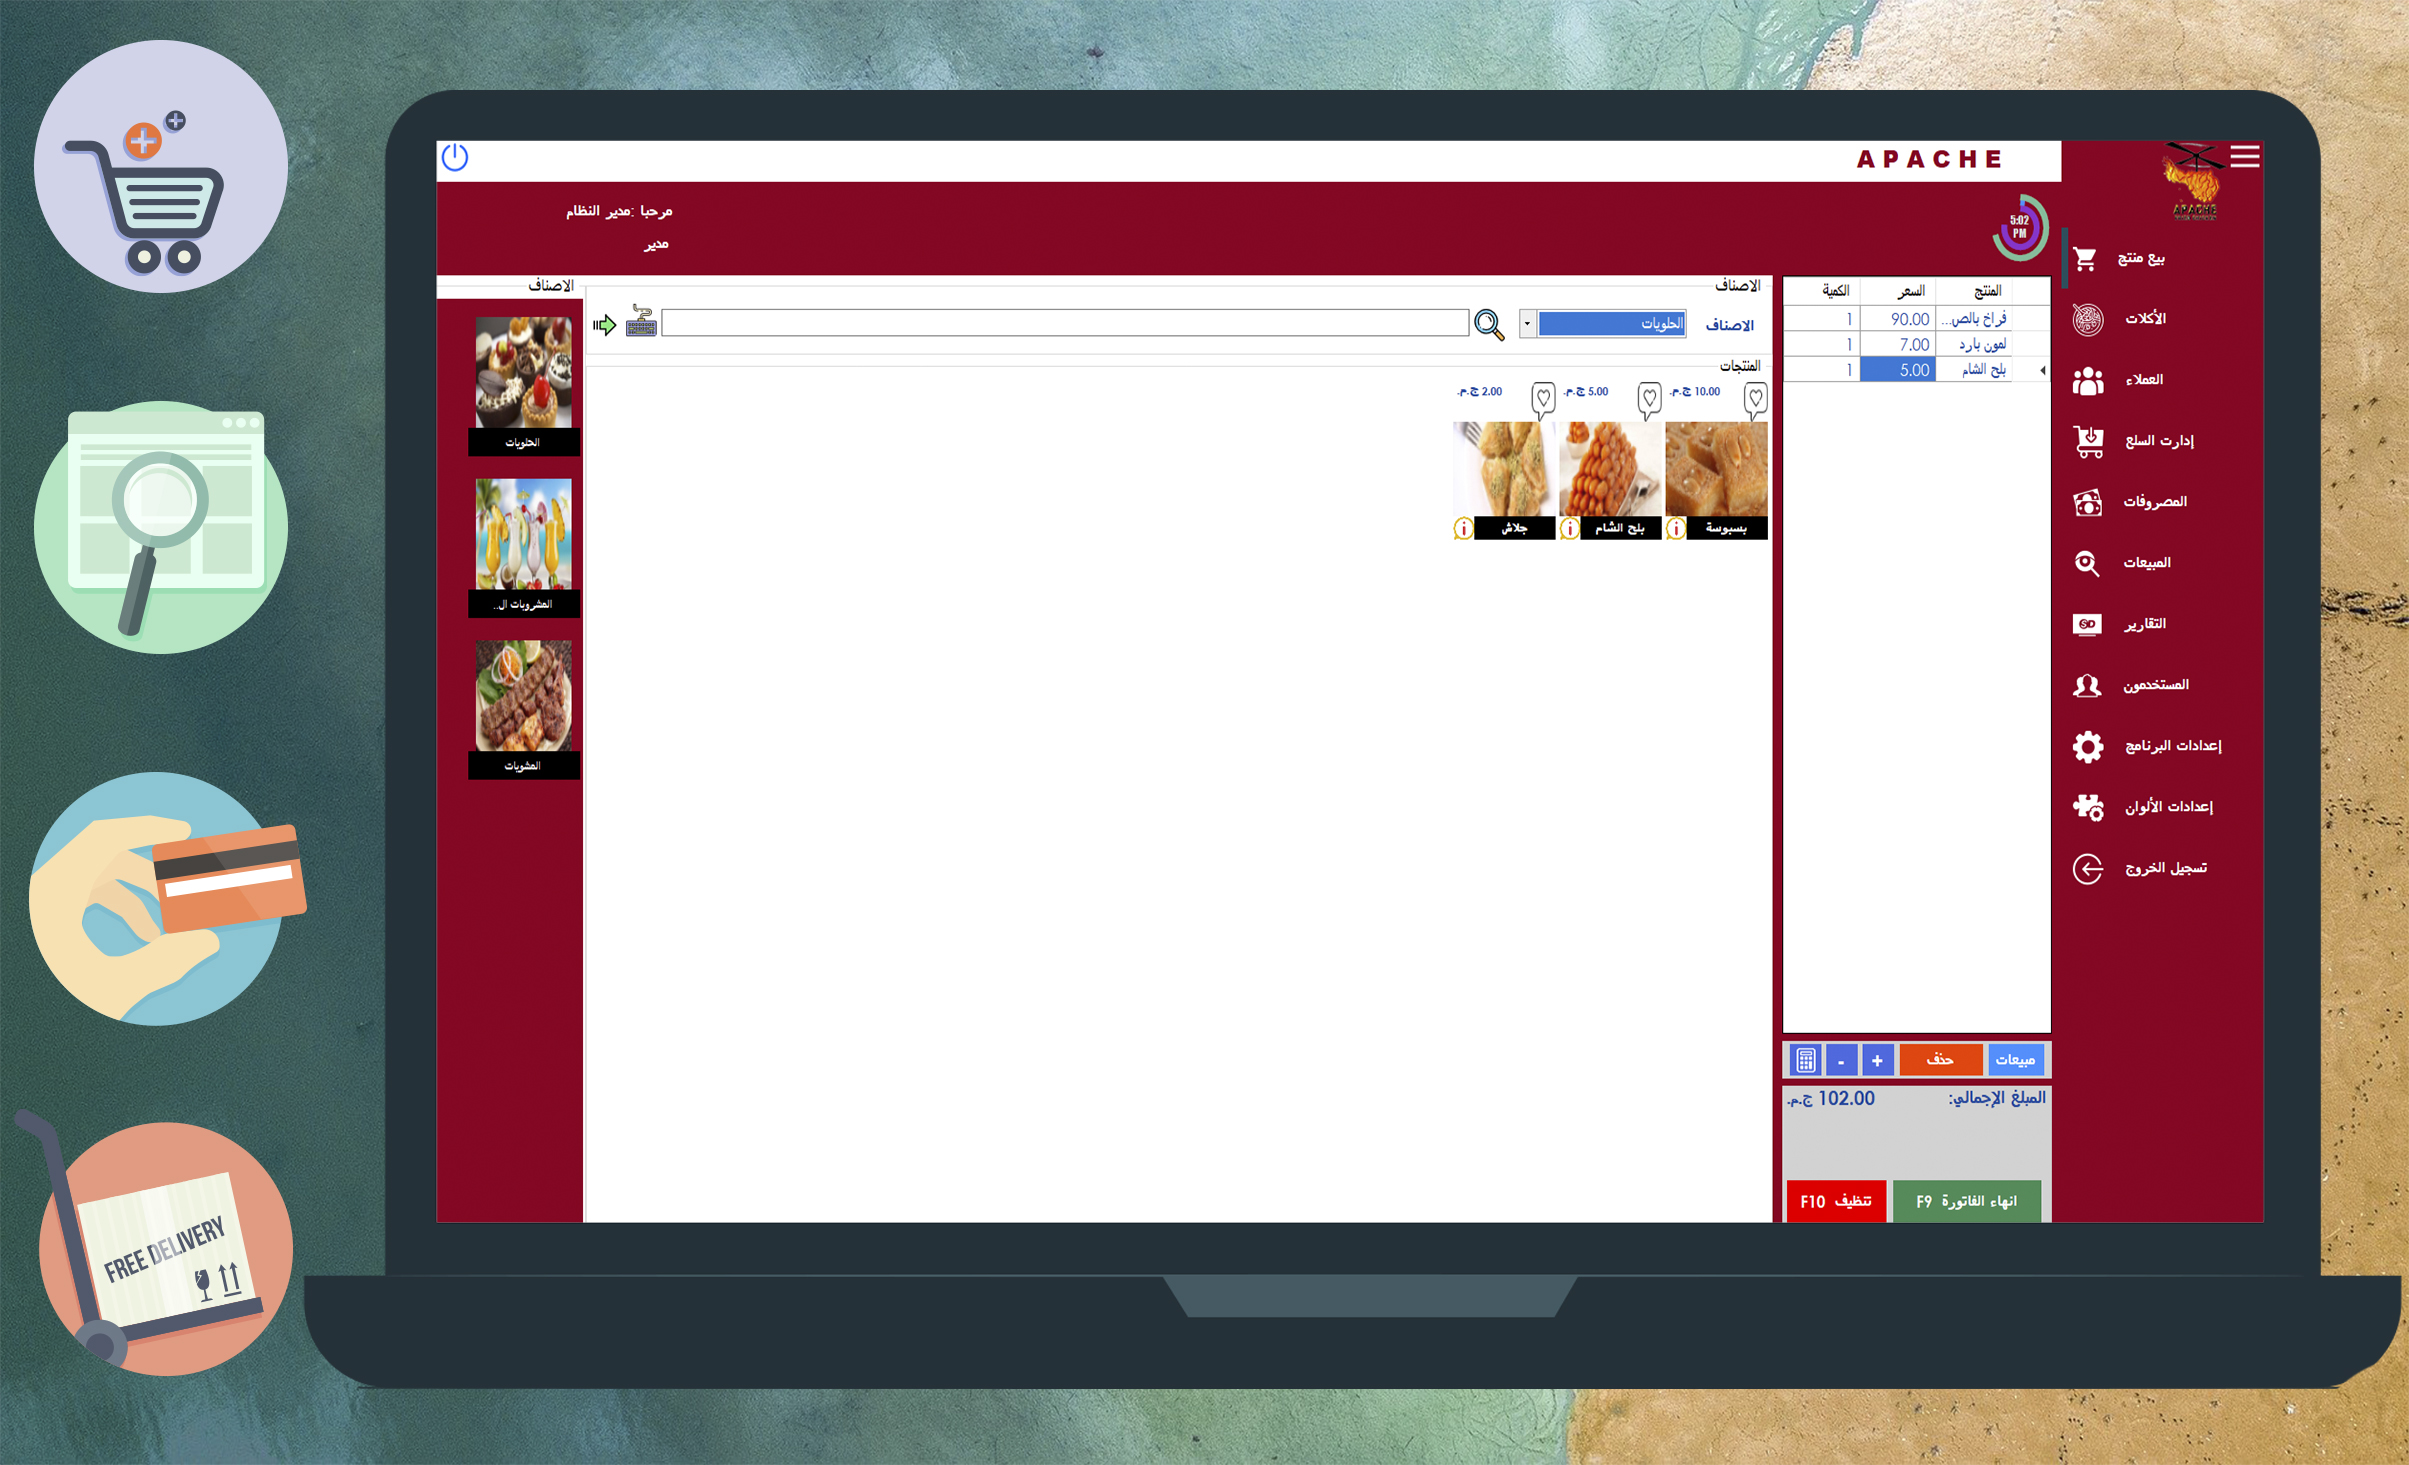 APACHE
APACHE
مرحبا :مدير النظام
مدير
5:02
PM
بيع منتج
الأكلات
العملاء
إدارت السلع
المصروفات
المبيعات
التقارير
المستخدمون
إعدادات البرنامج
إعدادات الألوان
تسجيل الخروج
المنتج السعر الكمية
فراخ بالص... 90.00 1
لمون بارد 7.00 1
بلح الشام 5.00 1
مبيعات حذف + -
المبلغ الإجمالي: 102.00 ج.م.
انهاء الفاتورة F9
تنظيف F10
الاصناف
الاصناف الحلويات
المنتجات
10.00 ج.م. 5.00 ج.م. 2.00 ج.م.
بسبوسة بلح الشام جلاش
الاصناف
الحلويات
المشروبات ال..
المشويات
FREE DELIVERY